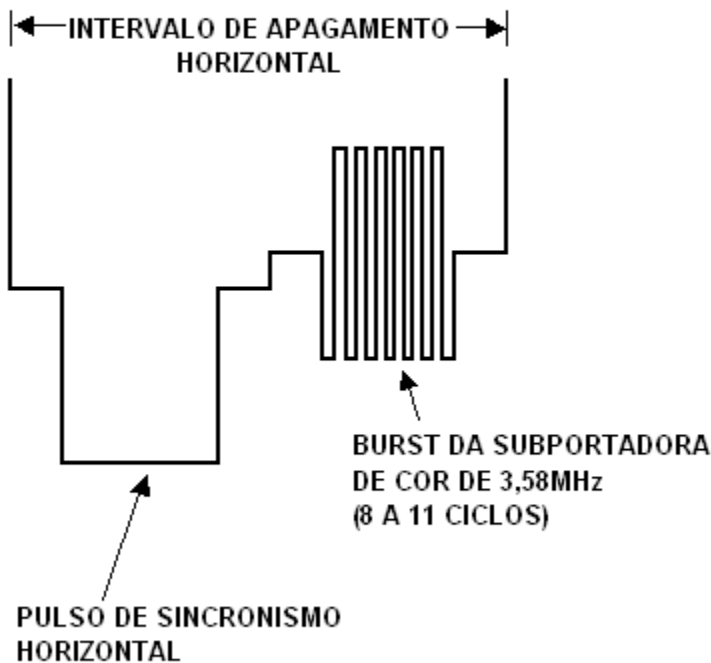 INTERVALO DE APAGAMENTO
HORIZONTAL
BURST DA SUBPORTADORA
DE COR DE 3,58MHz
(8 A 11 CICLOS)
PULSO DE SINCRONISMO
HORIZONTAL